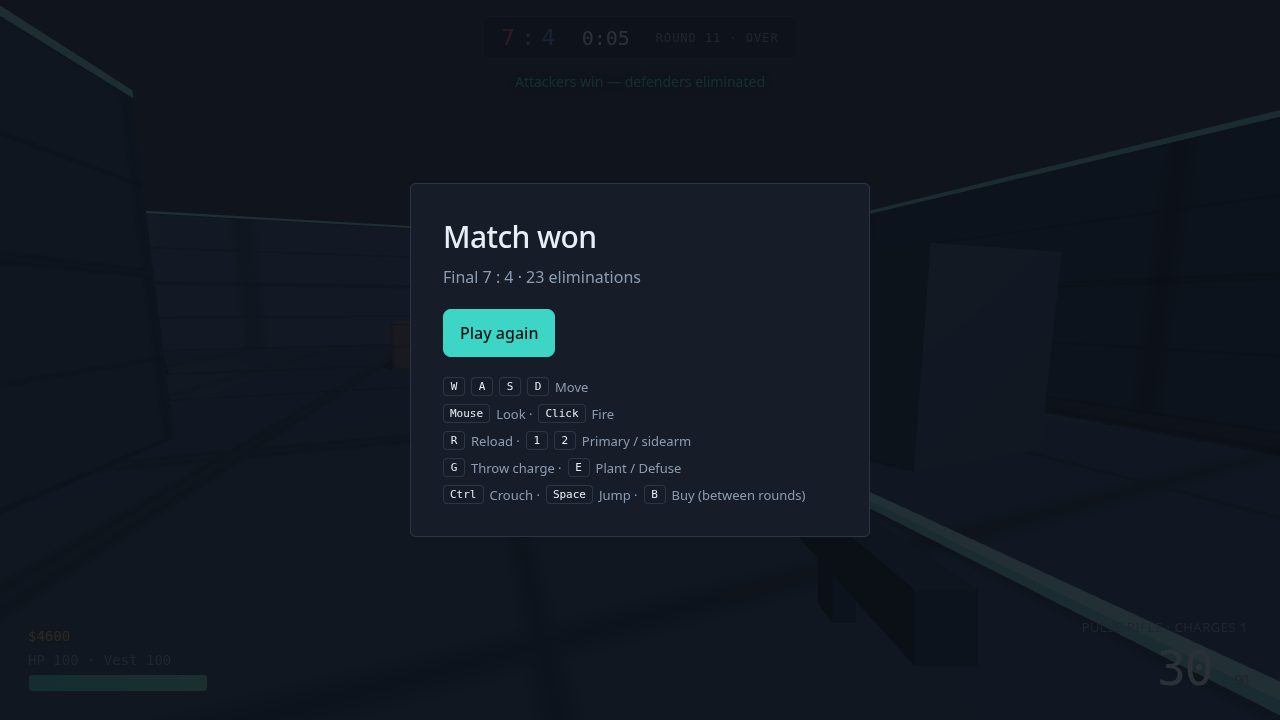 7 : 4 0:05 ROUND 11 · OVER
Attackers win — defenders eliminated
Match won
Final 7 : 4 · 23 eliminations
Play again
W A S D Move
Mouse Look · Click Fire
R Reload · 1 2 Primary / sidearm
G Throw charge · E Plant / Defuse
Ctrl Crouch · Space Jump · B Buy (between rounds)
$4600
HP 100 · Vest 100
PULSE RIFLE · CHARGES 1
30